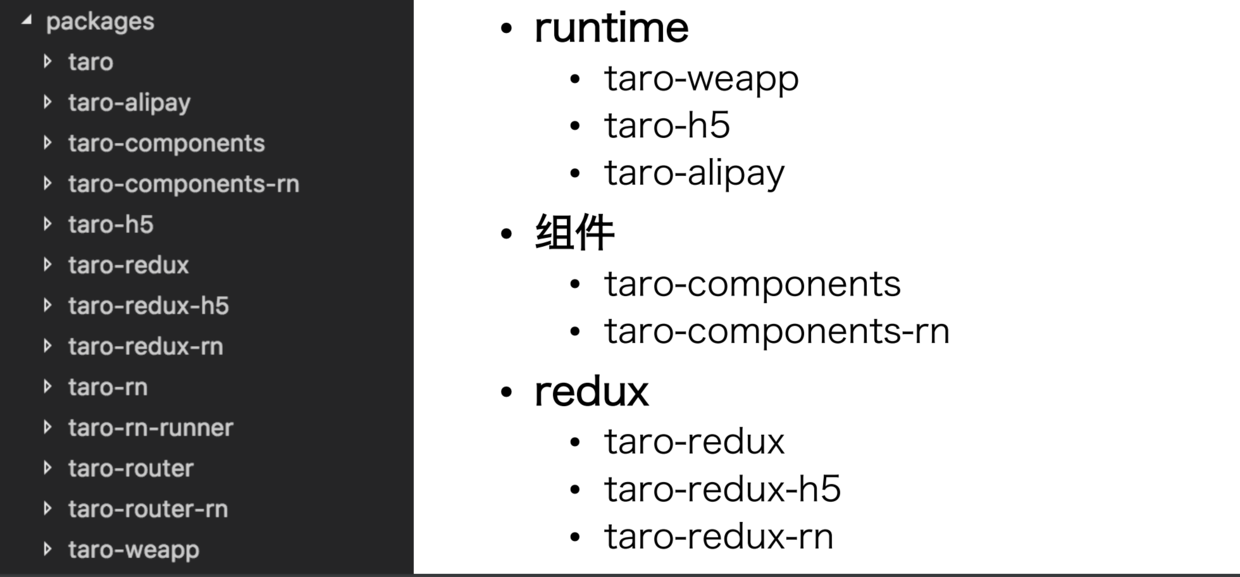 packages
taro
taro-alipay
taro-components
taro-components-rn
taro-h5
taro-redux
taro-redux-h5
taro-redux-rn
taro-rn
taro-rn-runner
taro-router
taro-router-rn
taro-weapp
• runtime
• taro-weapp
• taro-h5
• taro-alipay
• 组件
• taro-components
• taro-components-rn
• redux
• taro-redux
• taro-redux-h5
• taro-redux-rn